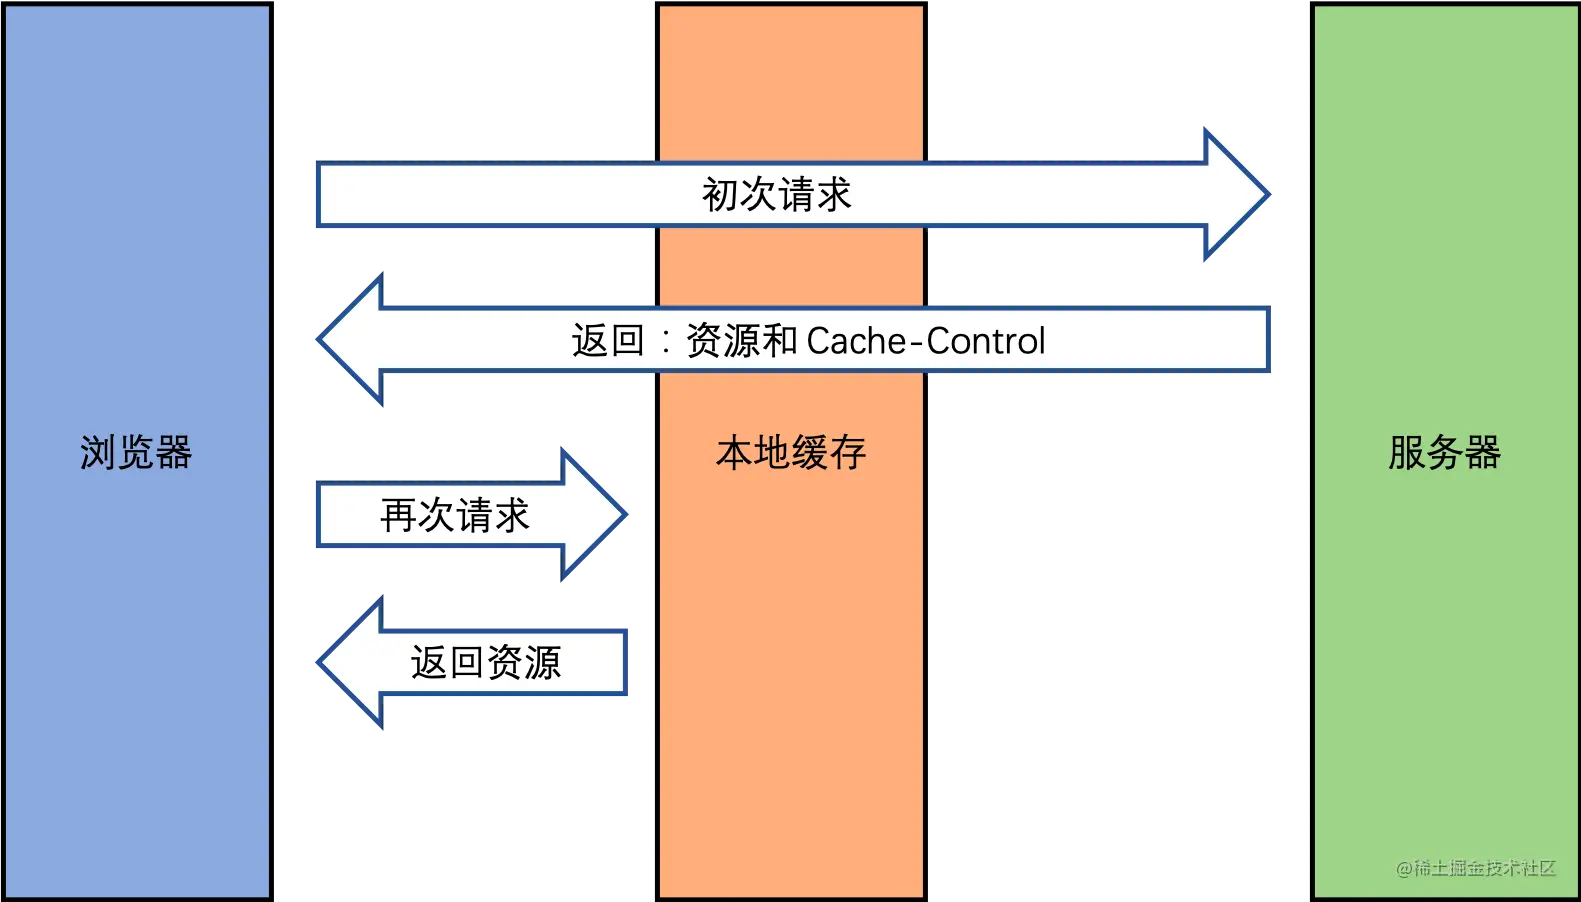 初次请求
返回：资源和 Cache-Control
浏览器
本地缓存
服务器
再次请求
返回资源
@稀土掘金技术社区